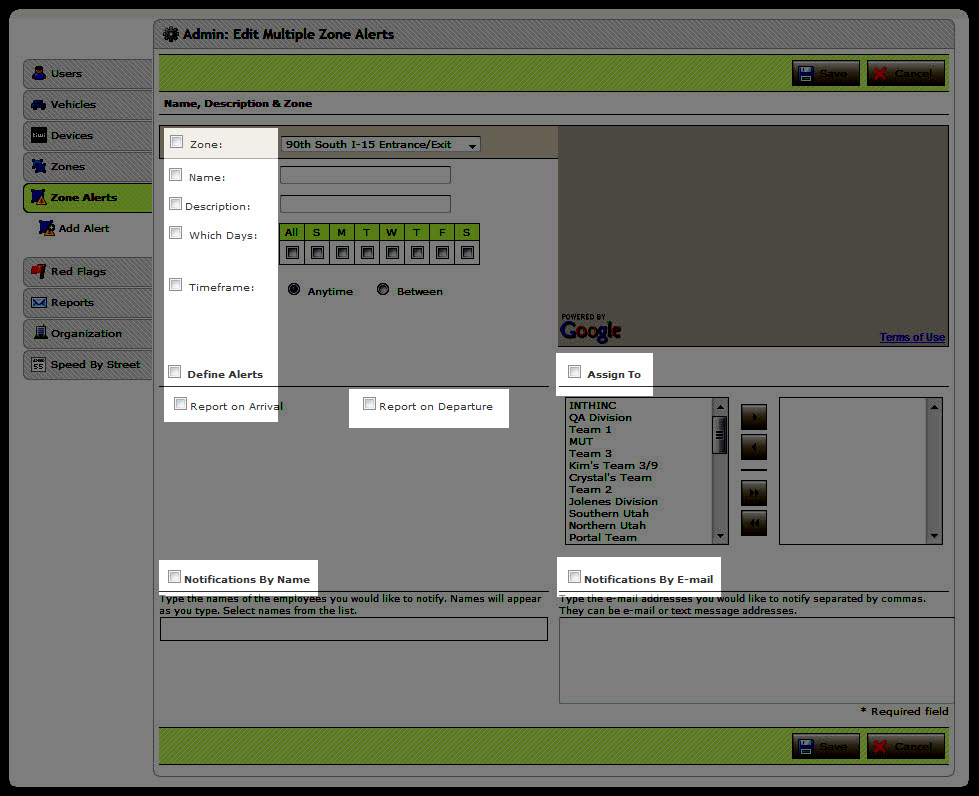 Admin: Edit Multiple Zone Alerts
Users
Vehicles
Devices
Zones
Zone Alerts
Add Alert
Red Flags
Reports
Organization
Speed By Street
Save
Cancel
Name, Description & Zone
Zone:
90th South I-15 Entrance/Exit
Name:
Description:
Which Days:
All S M T W T F S
Timeframe:
Anytime
Between
POWERED BY
Google
Terms of Use
Define Alerts
Report on Arrival
Report on Departure
Assign To
INTHINC
QA Division
Team 1
MUT
Team 3
Kim's Team 3/9
Crystal's Team
Team 2
Jolenes Division
Southern Utah
Northern Utah
Portal Team
Notifications By Name
Type the names of the employees you would like to notify. Names will appear
as you type. Select names from the list.
Notifications By E-mail
Type the e-mail addresses you would like to notify separated by commas.
They can be e-mail or text message addresses.
* Required field
Save
Cancel